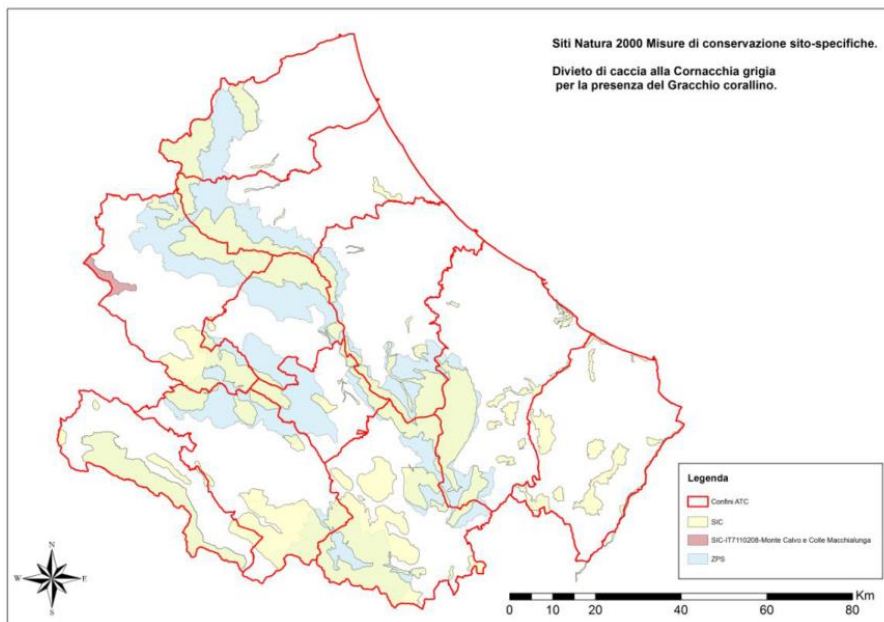 Siti Natura 2000 Misure di conservazione sito-specifiche.
Divieto di caccia alla Cornacchia grigia
per la presenza del Gracchio corallino.
Legenda
Confini ATC
SIC
SIC-IT7110208-Monte Calvo e Colle Macchialunga
ZPS
N
W E
S
Km
0 5 10 20 40 60 80